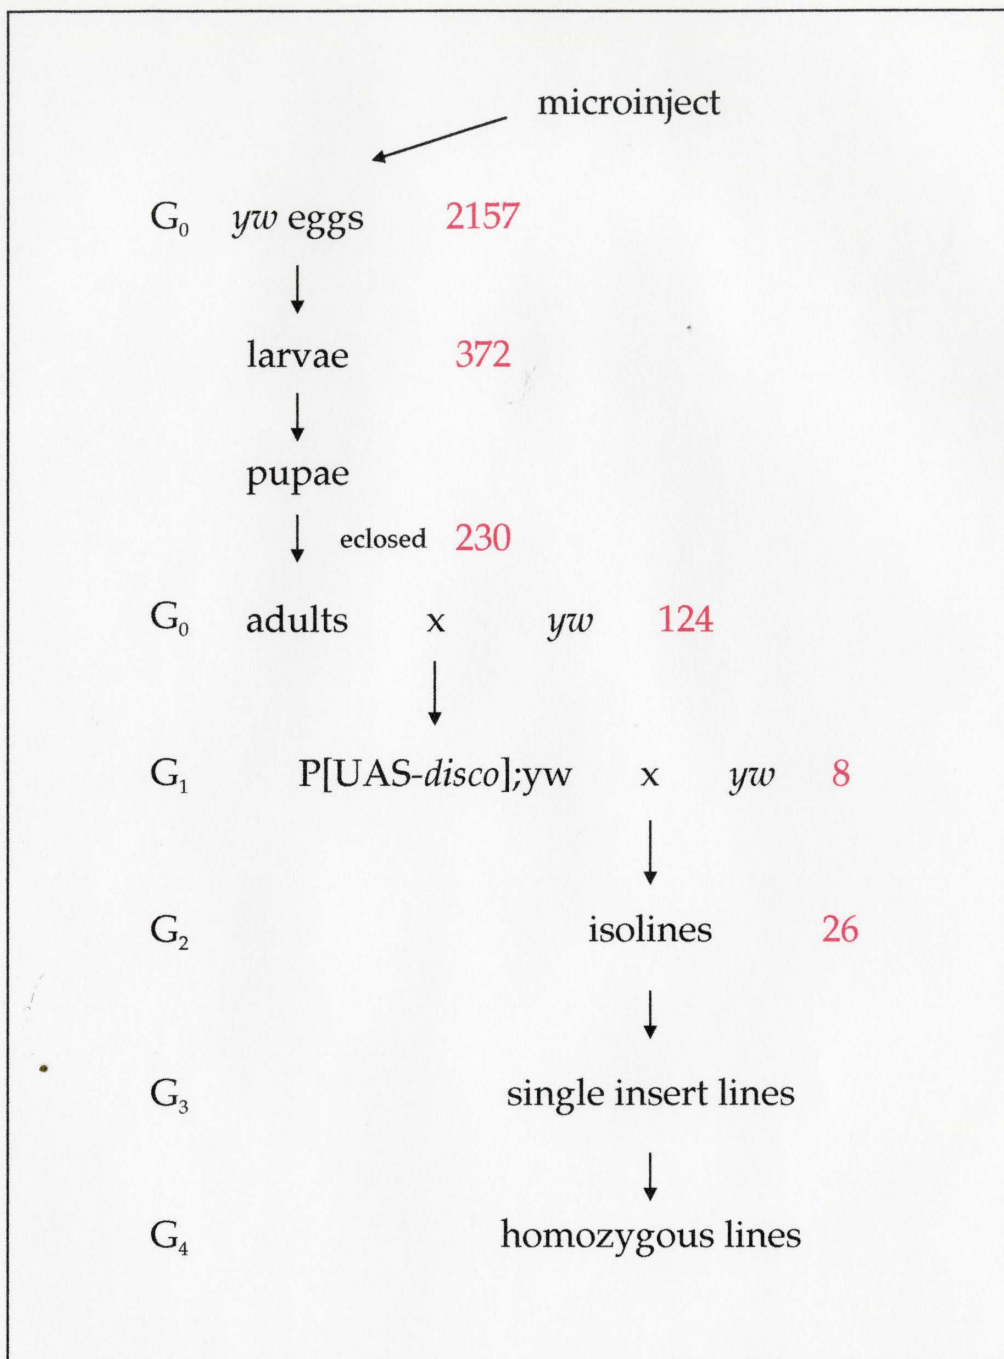 microinject
G₀ yw eggs 2157
larvae 372
pupae
eclosed 230
G₀ adults x yw 124
G₁ P[UAS-disco];yw x yw 8
G₂ isolines 26
G₃ single insert lines
G₄ homozygous lines